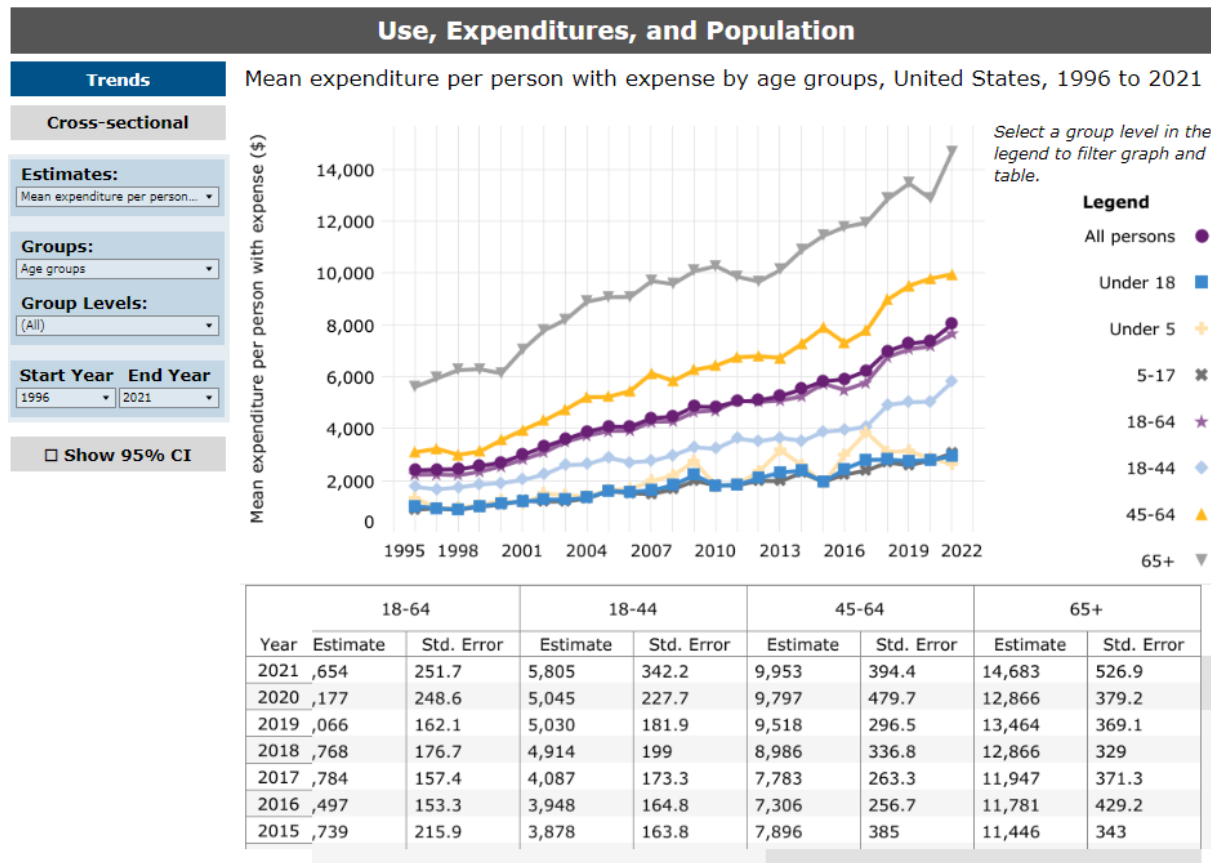 Use, Expenditures, and Population
Trends
Cross-sectional
Estimates:
Mean expenditure per person...
Groups:
Age groups
Group Levels:
(All)
Start Year End Year
1996 2021
Show 95% CI
Mean expenditure per person with expense by age groups, United States, 1996 to 2021
Mean expenditure per person with expense ($)
14,000
12,000
10,000
8,000
6,000
4,000
2,000
0
1995 1998 2001 2004 2007 2010 2013 2016 2019 2022
Select a group level in the
legend to filter graph and
table.
Legend
All persons
Under 18
Under 5
5-17
18-64
18-44
45-64
65+
18-64 18-44 45-64 65+
Year Estimate Std. Error Estimate Std. Error Estimate Std. Error Estimate Std. Error
2021 ,654 251.7 5,805 342.2 9,953 394.4 14,683 526.9
2020 ,177 248.6 5,045 227.7 9,797 479.7 12,866 379.2
2019 ,066 162.1 5,030 181.9 9,518 296.5 13,464 369.1
2018 ,768 176.7 4,914 199 8,986 336.8 12,866 329
2017 ,784 157.4 4,087 173.3 7,783 263.3 11,947 371.3
2016 ,497 153.3 3,948 164.8 7,306 256.7 11,781 429.2
2015 ,739 215.9 3,878 163.8 7,896 385 11,446 343